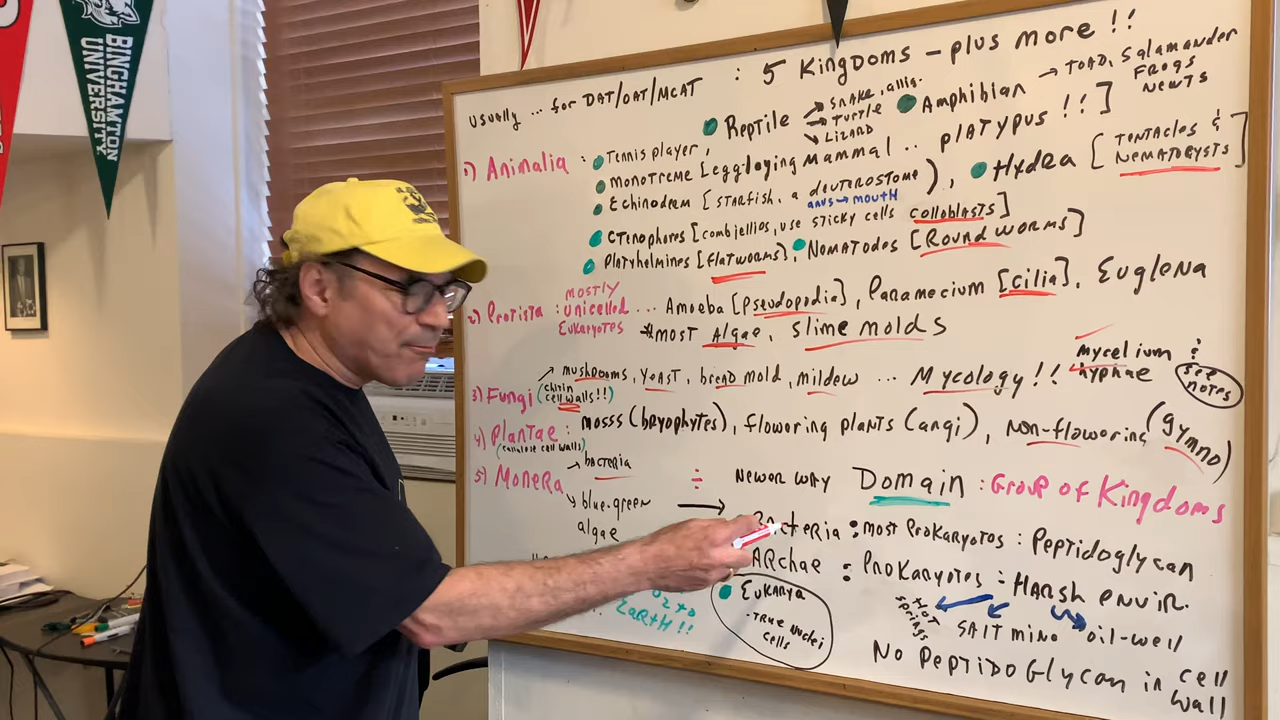 BINGHAMTON
UNIVERSITY
usually ... for DAT/OAT/MCAT : 5 Kingdoms - plus more !!
1) Animalia : Tennis player, Reptile → SNAKE, allig. → TURTLE → LIZARD Amphibian → TOAD, Salamander
FROGS
NEWTS
Monotreme [egg-laying mammal .. platypus !!]
Echinoderm [STARFISH. a DEUTEROSTOME), Hydra [TENTACLES &
NEMATOCYSTS]
anus → mouth
Ctenophores [comb jellies, use sticky cells colloblasts]
Platyhelmines [flatworms], Nematodes [Roundworms]
2) Protista : mostly
unicelled
Eukaryotes
... Amoeba [pseudopodia], Paramecium [cilia], Euglena
*most Algae, slime molds
3) Fungi → mushrooms, yeast, bread mold, mildew ... Mycology!! Mycelium &
hyphae
see
notes
(chitin
cell walls!!)
4) Plantae : mosss (bryophytes), flowering plants (angi), non-flowering (gymno)
(cellulose cell walls)
5) Monera → bacteria
→ blue-green
algae
÷ → newer way Domain : Group of Kingdoms
Bacteria : most prokaryotes : Peptidoglycan
Archae : Prokaryotes : Harsh envir.
HOT
springs
SAlt mine oil-well
No Peptidoglycan in cell
wall
Eukarya
-True nuclei
cells
O2 to
EARTH!!